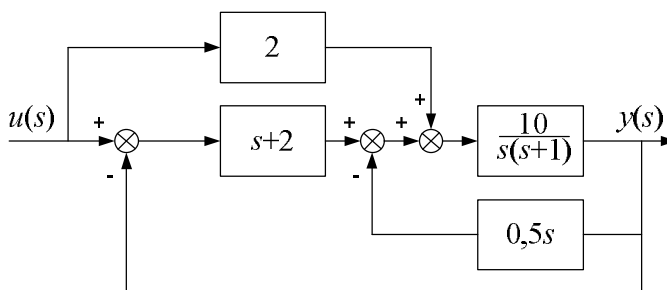 2
+
u(s)
+
s+2
+
+
10
s(s+1)
y(s)
-
-
0,5s